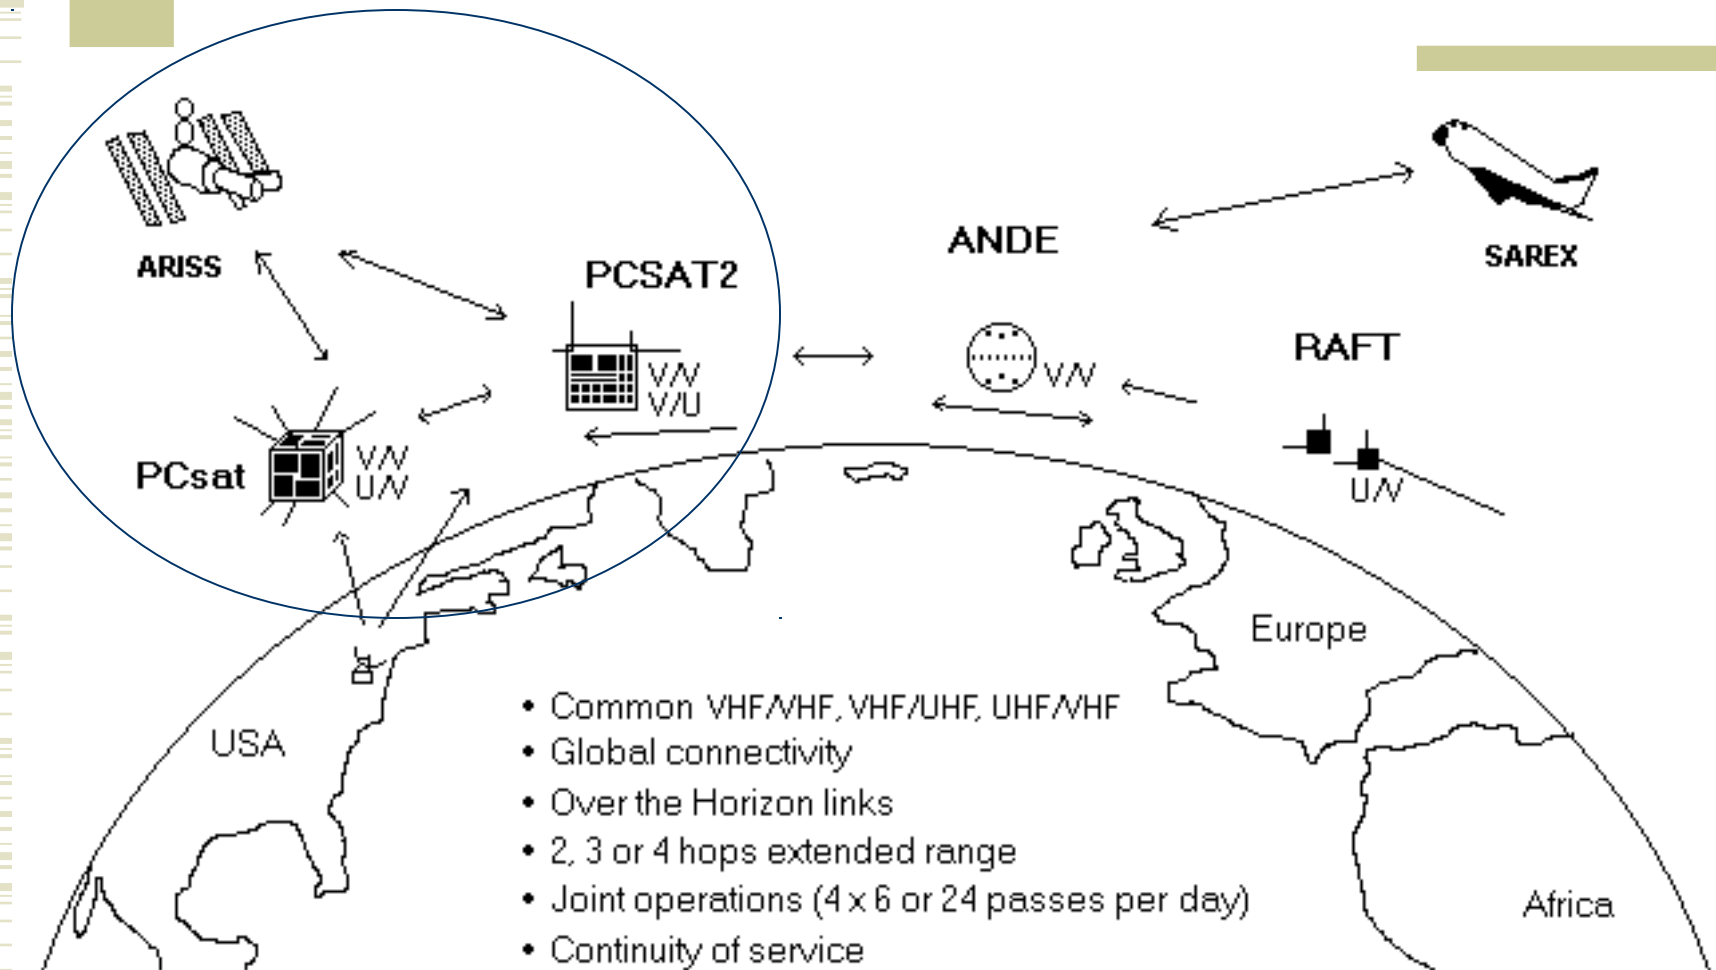 ARISS
PCSAT2
V/V
V/U
ANDE
V/V
SAREX
RAFT
U/V
PCsat
V/V
U/V
USA
Europe
Africa
• Common VHF/VHF, VHF/UHF, UHF/VHF
• Global connectivity
• Over the Horizon links
• 2, 3 or 4 hops extended range
• Joint operations (4 x 6 or 24 passes per day)
• Continuity of service